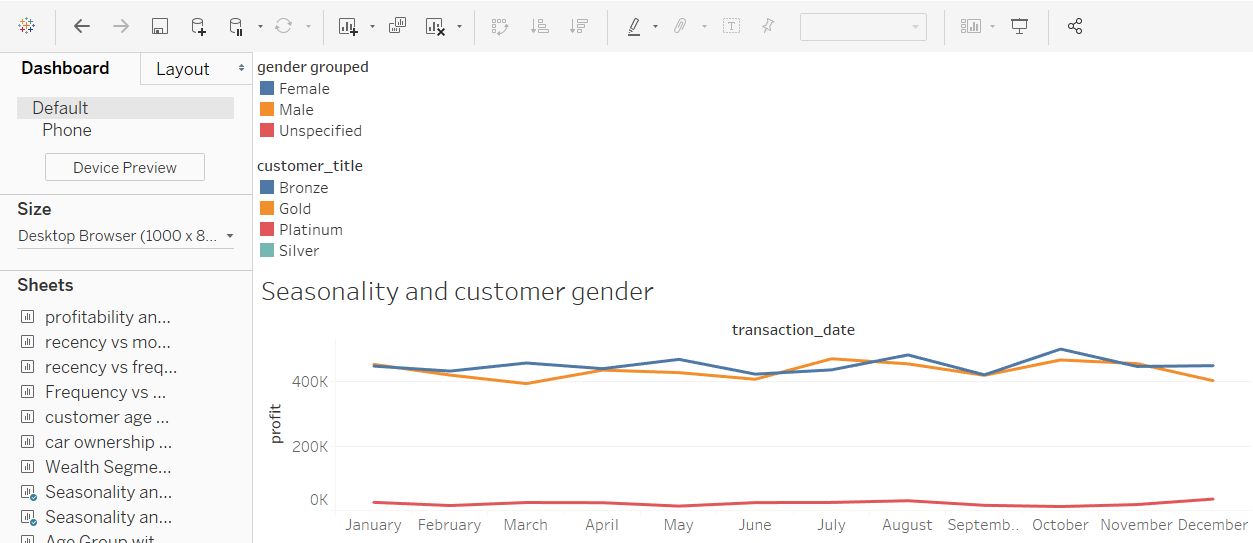 Dashboard
Layout
Default
Phone
Device Preview
Size
Desktop Browser (1000 x 8...
Sheets
profitability an...
recency vs mo...
recency vs freq...
Frequency vs ...
customer age ...
car ownership ...
Wealth Segme...
Seasonality an...
Seasonality an...
Age Group wit...
gender grouped
Female
Male
Unspecified
customer_title
Bronze
Gold
Platinum
Silver
Seasonality and customer gender
transaction_date
profit
400K
200K
0K
January February March April May June July August Septemb.. October November December